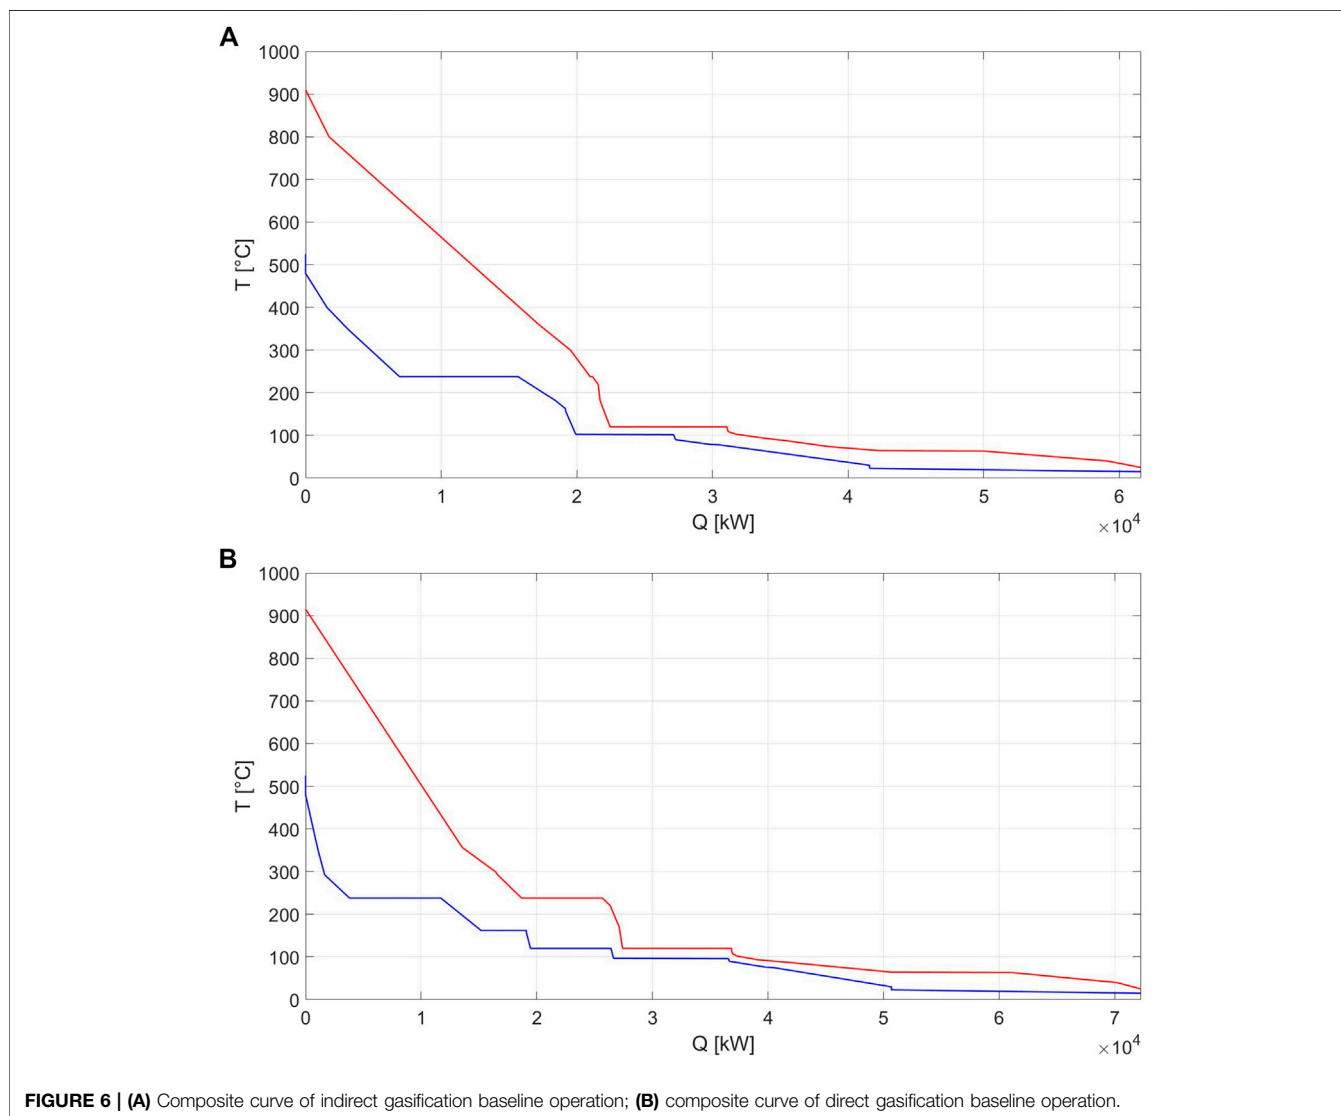 A
1000
900
800
700
600
500
400
300
200
100
0
T [°C]
0 1 2 3 4 5 6
Q [kW]
×10⁴
B
1000
900
800
700
600
500
400
300
200
100
0
T [°C]
0 1 2 3 4 5 6 7
Q [kW]
×10⁴
FIGURE 6 | (A) Composite curve of indirect gasification baseline operation; (B) composite curve of direct gasification baseline operation.